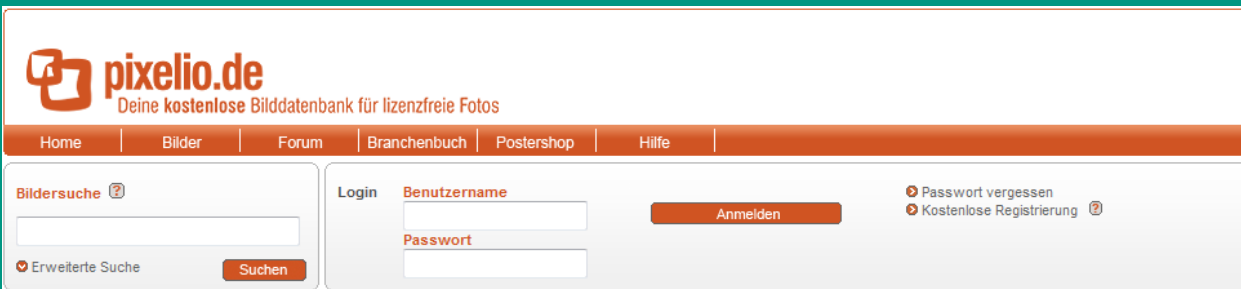 pixelio.de
Deine kostenlose Bilddatenbank für lizenzfreie Fotos
Home Bilder Forum Branchenbuch Postershop Hilfe
Bildersuche ?
Erweiterte Suche Suchen
Login Benutzername
Passwort
Anmelden
Passwort vergessen
Kostenlose Registrierung ?